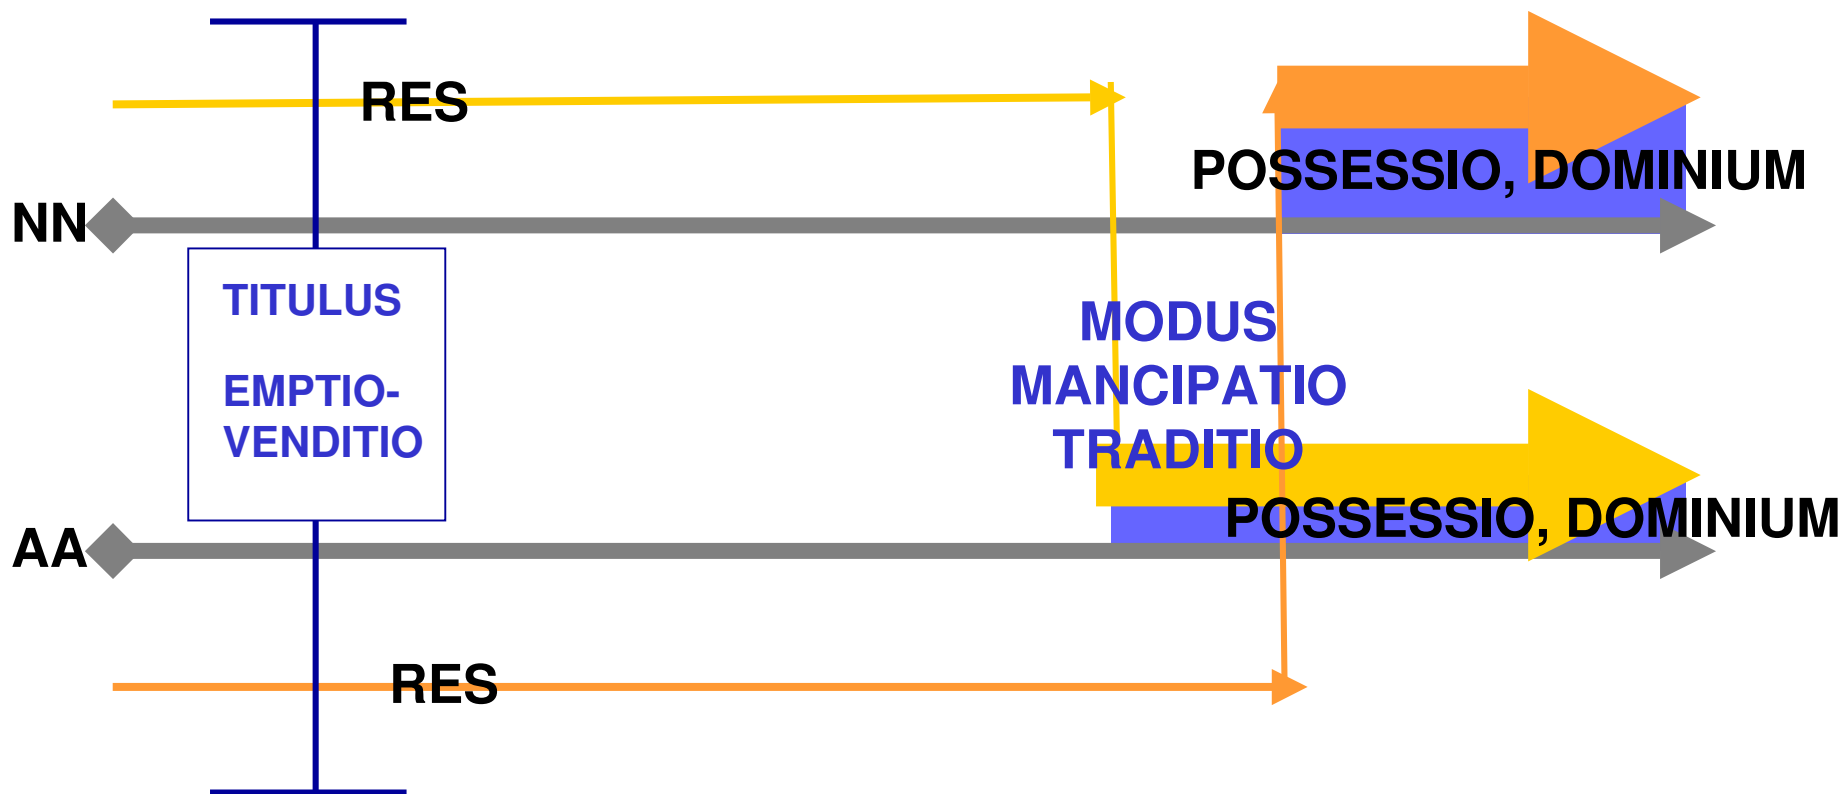 RES
POSSESSIO, DOMINIUM
NN
TITULUS
EMPTIO-
VENDITIO
MODUS
MANCIPATIO
TRADITIO
POSSESSIO, DOMINIUM
AA
RES